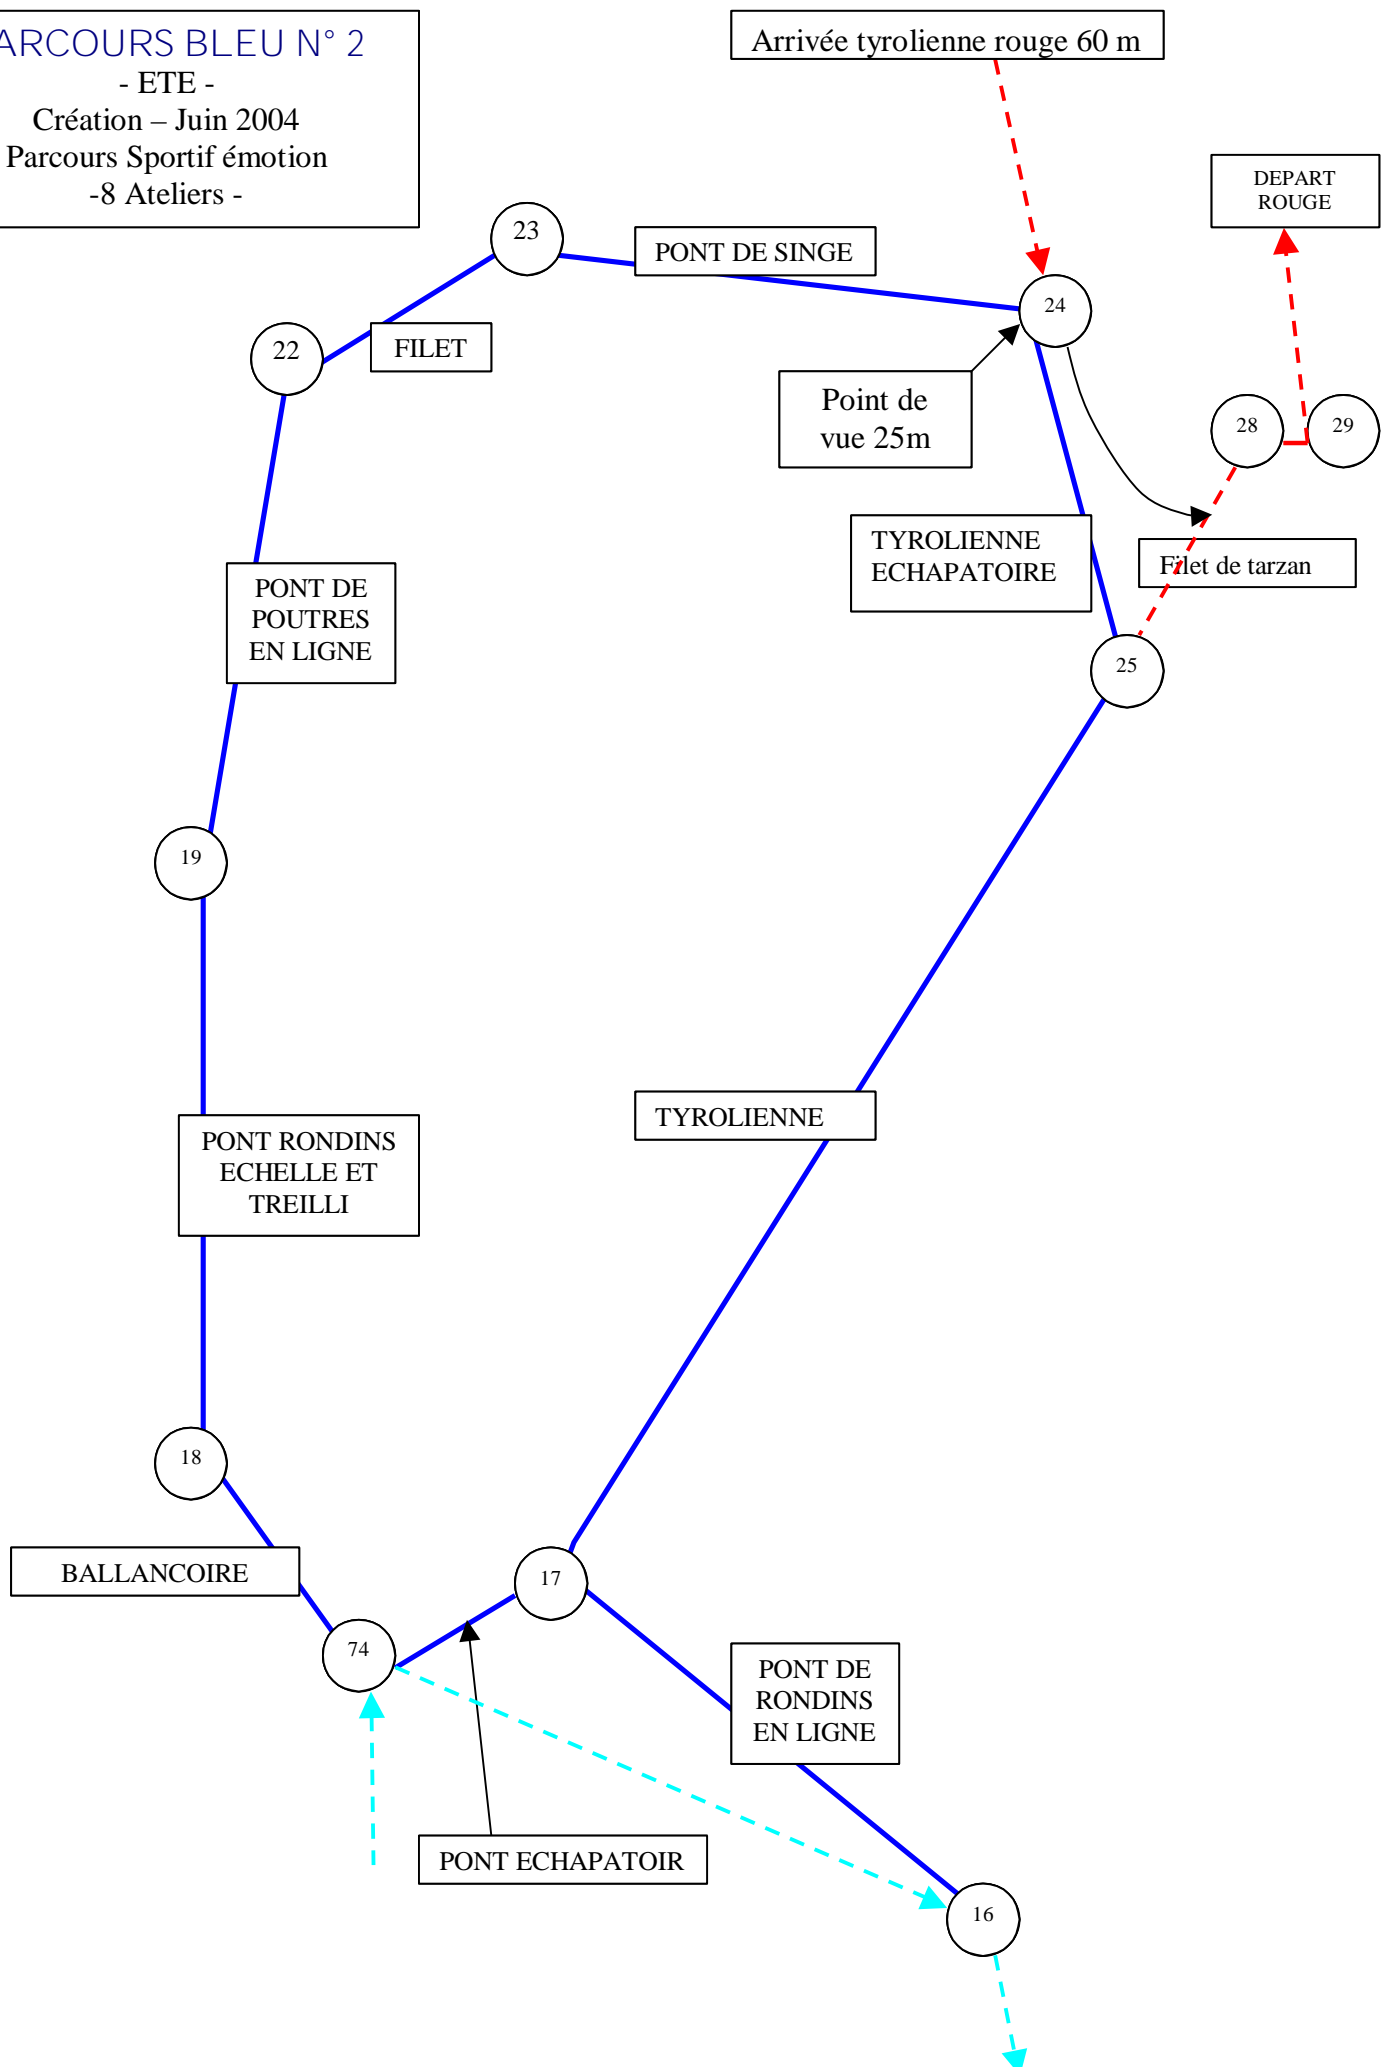 ARCOURS BLEU N° 2
- ETE -
Création – Juin 2004
Parcours Sportif émotion
-8 Ateliers -
Arrivée tyrolienne rouge 60 m
DEPART
ROUGE
23
PONT DE SINGE
24
22
FILET
Point de
vue 25m
28
29
TYROLIENNE
ECHAPATOIRE
Filet de tarzan
PONT DE
POUTRES
EN LIGNE
25
19
TYROLIENNE
PONT RONDINS
ECHELLE ET
TREILLI
18
BALLANCOIRE
17
74
PONT DE
RONDINS
EN LIGNE
PONT ECHAPATOIR
16